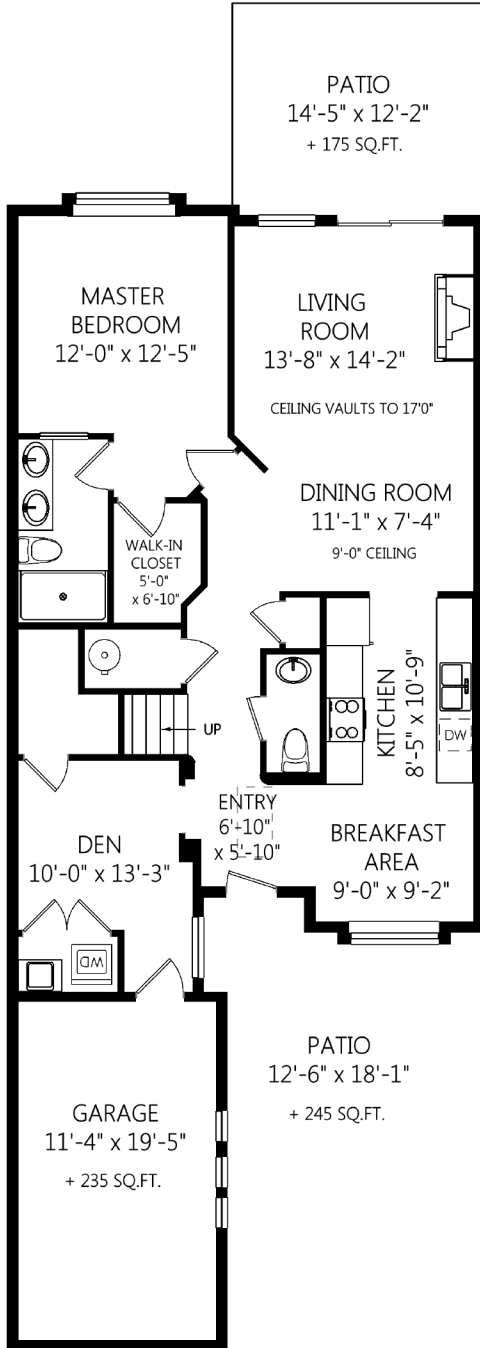 PATIO
14'-5" x 12'-2"
+ 175 SQ.FT.
MASTER
BEDROOM
12'-0" x 12'-5"
LIVING
ROOM
13'-8" x 14'-2"
CEILING VAULTS TO 17'0"
DINING ROOM
11'-1" x 7'-4"
9'-0" CEILING
WALK-IN
CLOSET
5'-0"
x 6'-10"
KITCHEN
8'-5" x 10'-9"
DW
UP
ENTRY
6'-10"
x 5'-10"
DEN
10'-0" x 13'-3"
BREAKFAST
AREA
9'-0" x 9'-2"
WD
PATIO
12'-6" x 18'-1"
+ 245 SQ.FT.
GARAGE
11'-4" x 19'-5"
+ 235 SQ.FT.